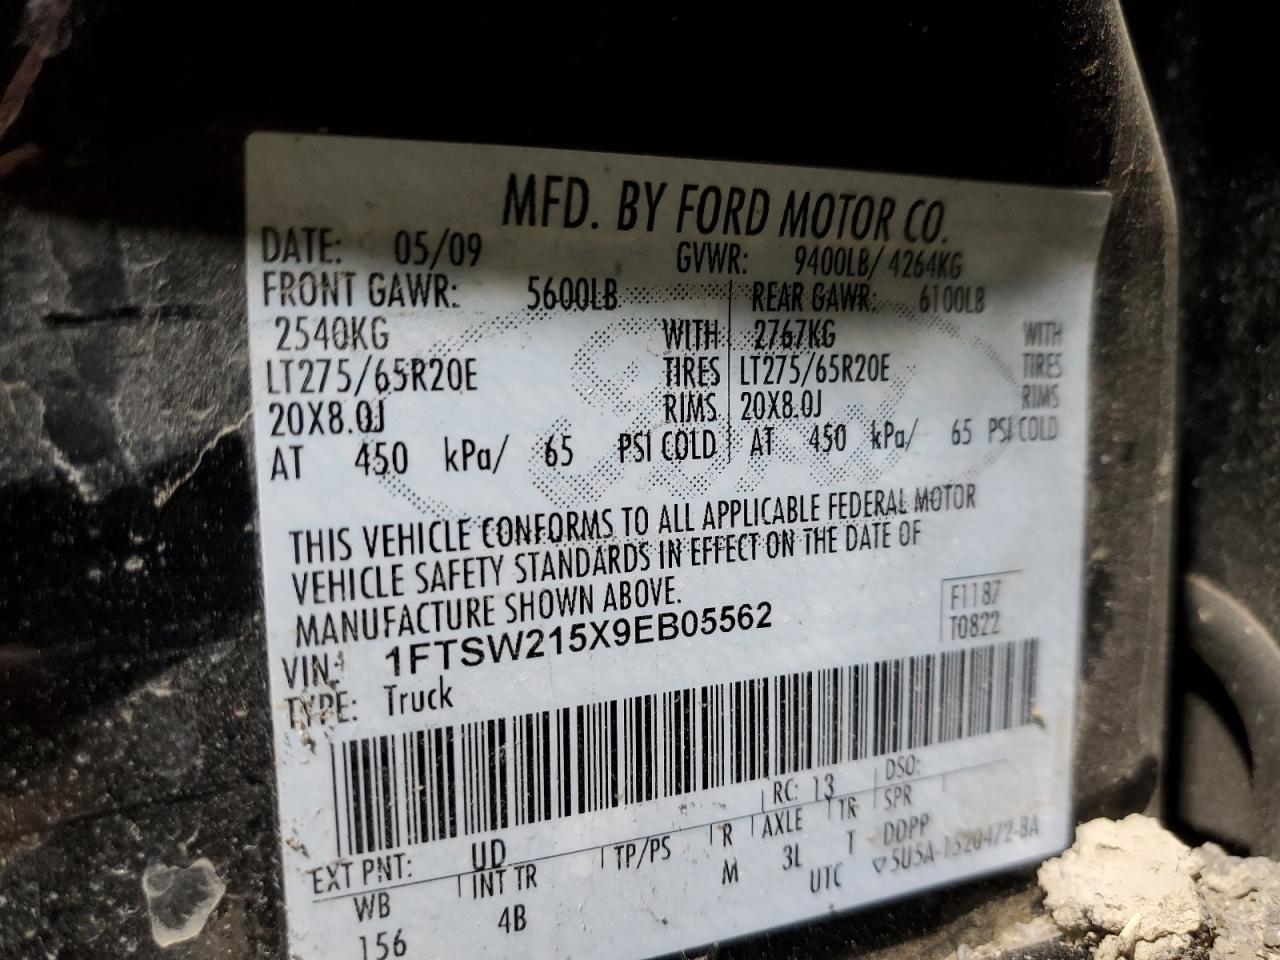 MFD. BY FORD MOTOR CO.
DATE: 05/09 GVWR: 9400LB/ 4264KG
FRONT GAWR: 5600LB REAR GAWR: 6100LB
2540KG WITH 2767KG WITH
LT275/65R20E TIRES LT275/65R20E TIRES
20X8.0J RIMS 20X8.0J RIMS
AT 450 kPa/ 65 PSI COLD AT 450 kPa/ 65 PSI COLD
THIS VEHICLE CONFORMS TO ALL APPLICABLE FEDERAL MOTOR
VEHICLE SAFETY STANDARDS IN EFFECT ON THE DATE OF
MANUFACTURE SHOWN ABOVE.
F1187
T0822
VIN: 1FTSW215X9EB05562
TYPE: Truck
EXT PNT: UD RC: 13 DSO:
WB INT TR TP/PS R AXLE TR SPR
156 4B M 3L T DDPP
UTC ▽5U5A-1520472-BA